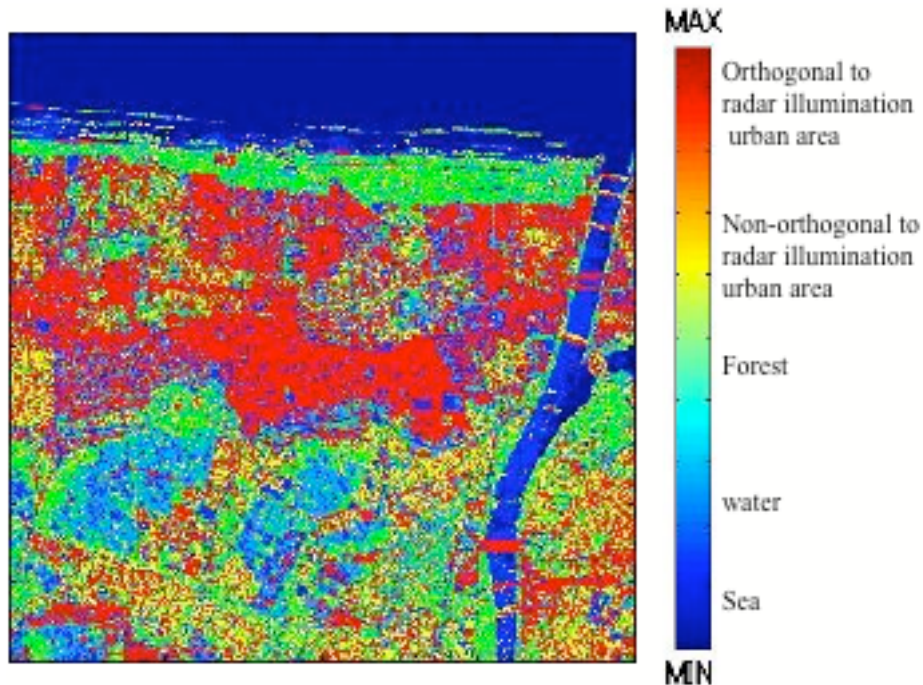 MAX
Orthogonal to
radar illumination
urban area
Non-orthogonal to
radar illumination
urban area
Forest
water
Sea
MIN